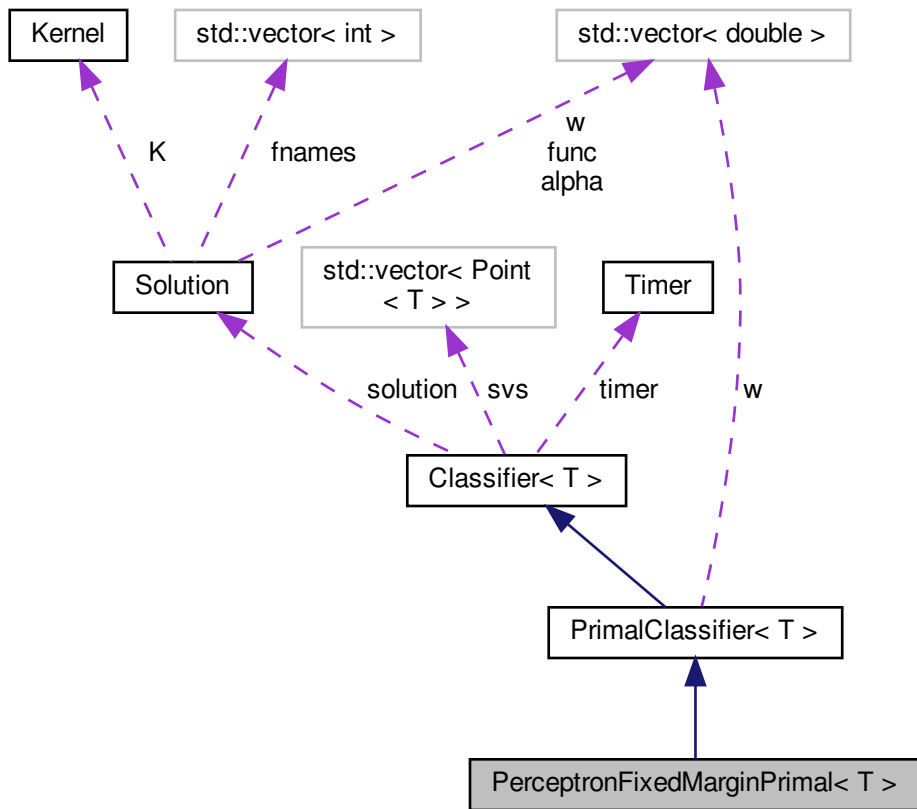 Kernel
std::vector< int >
std::vector< double >
K
fnames
w
func
alpha
Solution
std::vector< Point
< T > >
Timer
solution
svs
timer
w
Classifier< T >
PrimalClassifier< T >
PerceptronFixedMarginPrimal< T >